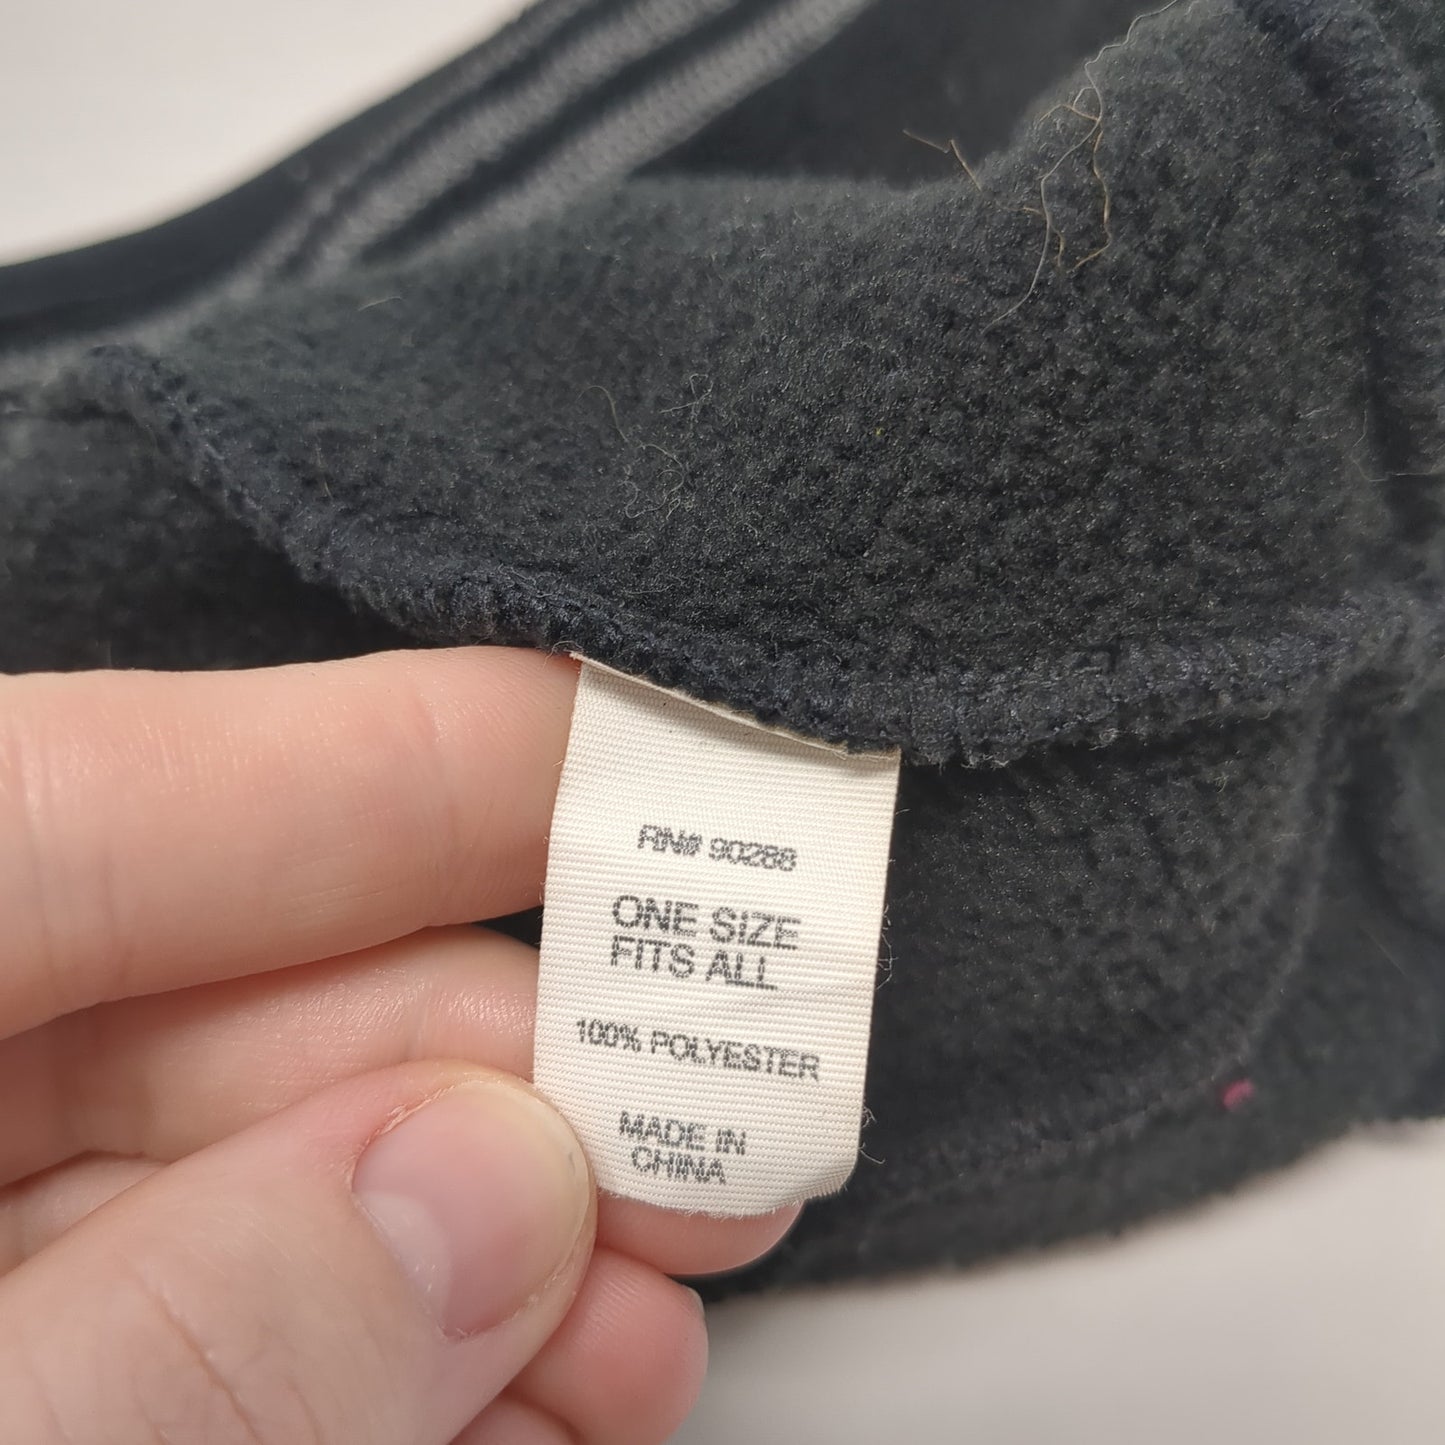 RN# 90288
ONE SIZE
FITS ALL
100% POLYESTER
MADE IN
CHINA